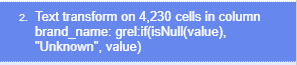 2. Text transform on 4,230 cells in column
brand_name: grel:if(isNull(value),
"Unknown", value)